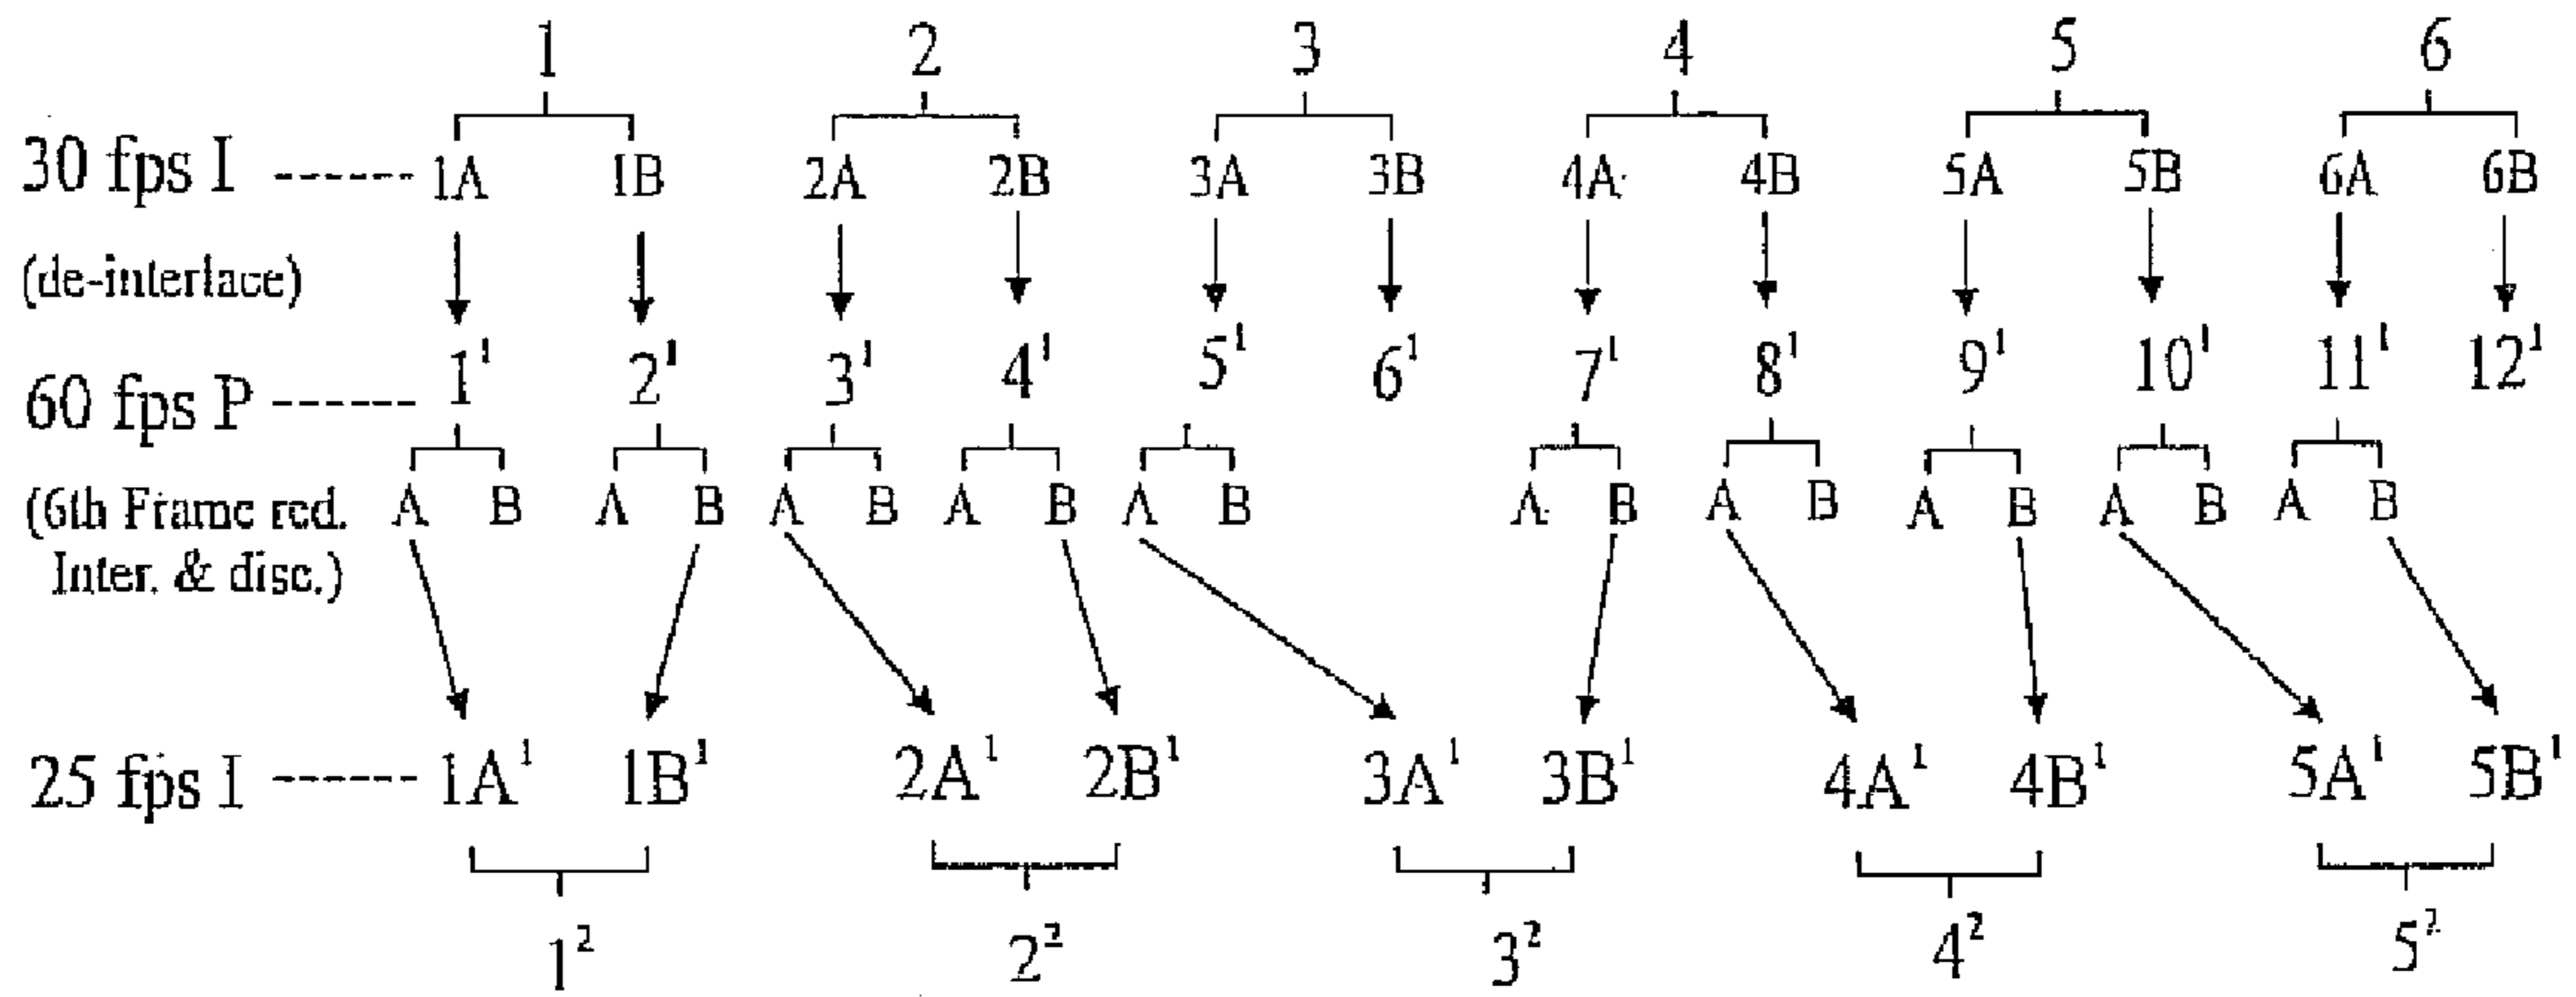 1 2 3 4 5 6
30 fps I ------ 1A 1B 2A 2B 3A 3B 4A 4B 5A 5B 6A 6B
(de-interlace)
60 fps P ------ 1¹ 2¹ 3¹ 4¹ 5¹ 6¹ 7¹ 8¹ 9¹ 10¹ 11¹ 12¹
(6th Frame red. A B A B A B A B A B A B A B A B A B A B
Inter. & disc.)
25 fps I ------ 1A¹ 1B¹ 2A¹ 2B¹ 3A¹ 3B¹ 4A¹ 4B¹ 5A¹ 5B¹
1² 2² 3² 4² 5²